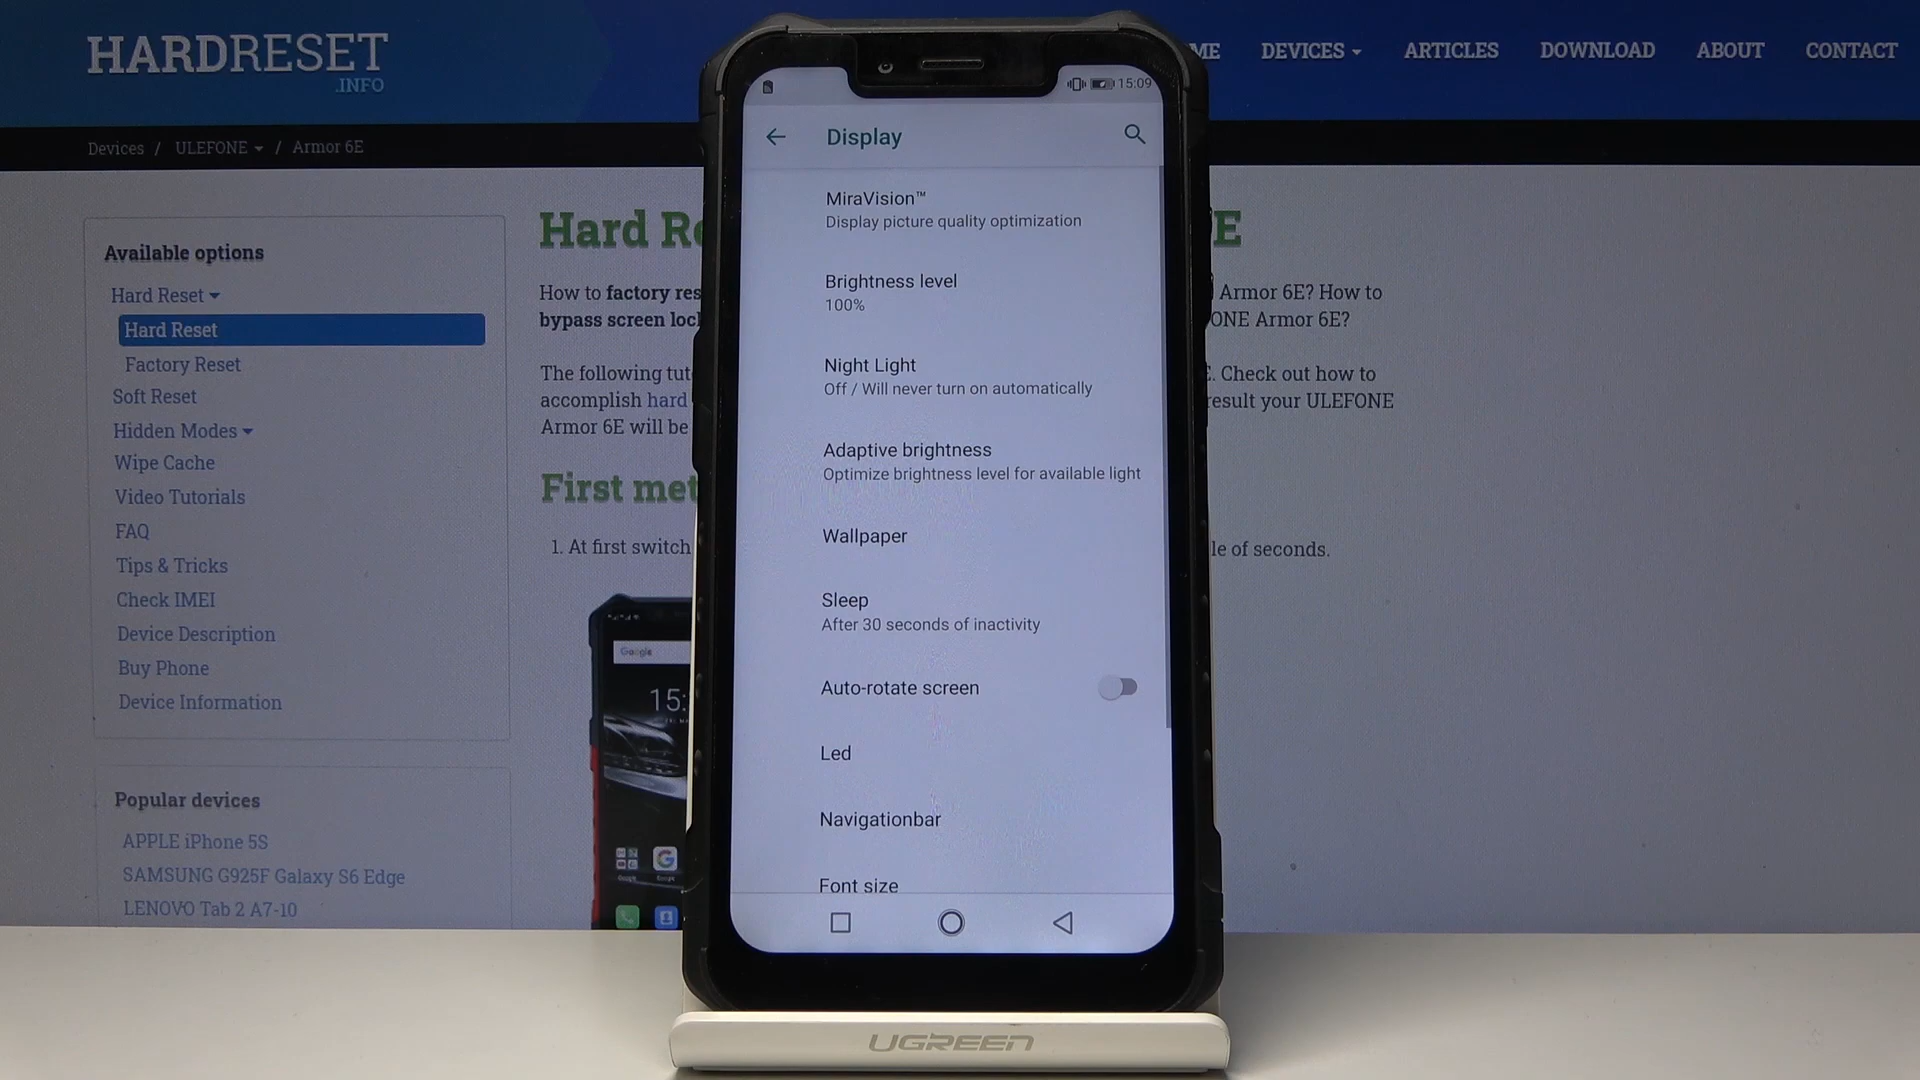 HARDRESET
.INFO
ME
DEVICES
ARTICLES
DOWNLOAD
ABOUT
CONTACT
Devices / ULEFONE / Armor 6E
Available options
Hard Reset
Hard Reset
Factory Reset
Soft Reset
Hidden Modes
Wipe Cache
Video Tutorials
FAQ
Tips & Tricks
Check IMEI
Device Description
Buy Phone
Device Information
Popular devices
APPLE iPhone 5S
SAMSUNG G925F Galaxy S6 Edge
LENOVO Tab 2 A7-10
Hard Re
E
How to factory res
Armor 6E? How to
bypass screen loc
ONE Armor 6E?
The following tut
E. Check out how to
accomplish hard
result your ULEFONE
Armor 6E will be
First met
1. At first switch
le of seconds.
Google
15:
15:09
Display
MiraVision™
Display picture quality optimization
Brightness level
100%
Night Light
Off / Will never turn on automatically
Adaptive brightness
Optimize brightness level for available light
Wallpaper
Sleep
After 30 seconds of inactivity
Auto-rotate screen
Led
Navigationbar
Font size
UGREEN